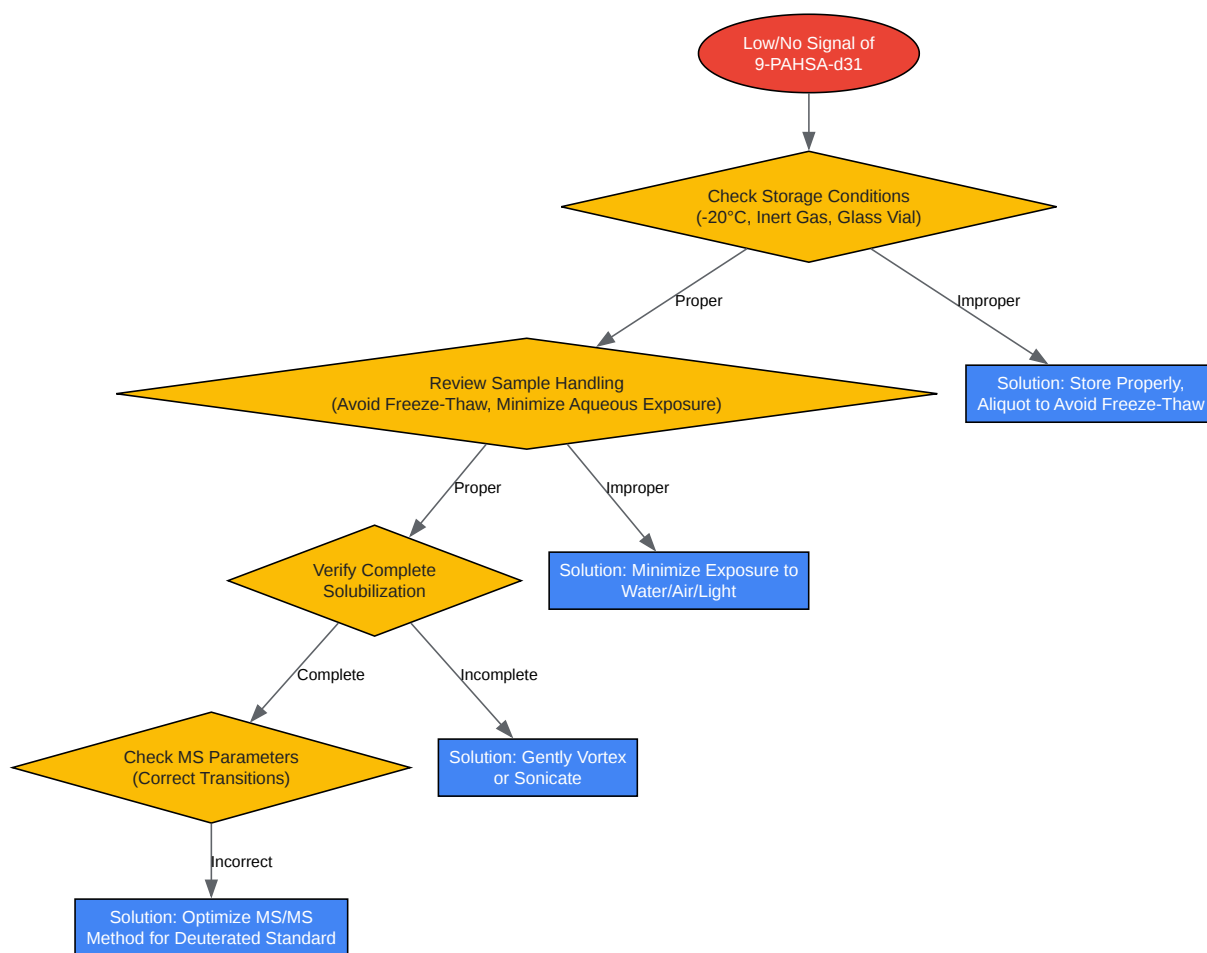 Low/No Signal of
9-PAHSA-d31
Check Storage Conditions
(-20°C, Inert Gas, Glass Vial)
Proper
Improper
Review Sample Handling
(Avoid Freeze-Thaw, Minimize Aqueous Exposure)
Solution: Store Properly,
Aliquot to Avoid Freeze-Thaw
Proper
Improper
Verify Complete
Solubilization
Solution: Minimize Exposure to
Water/Air/Light
Complete
Incomplete
Check MS Parameters
(Correct Transitions)
Solution: Gently Vortex
or Sonicate
Incorrect
Solution: Optimize MS/MS
Method for Deuterated Standard